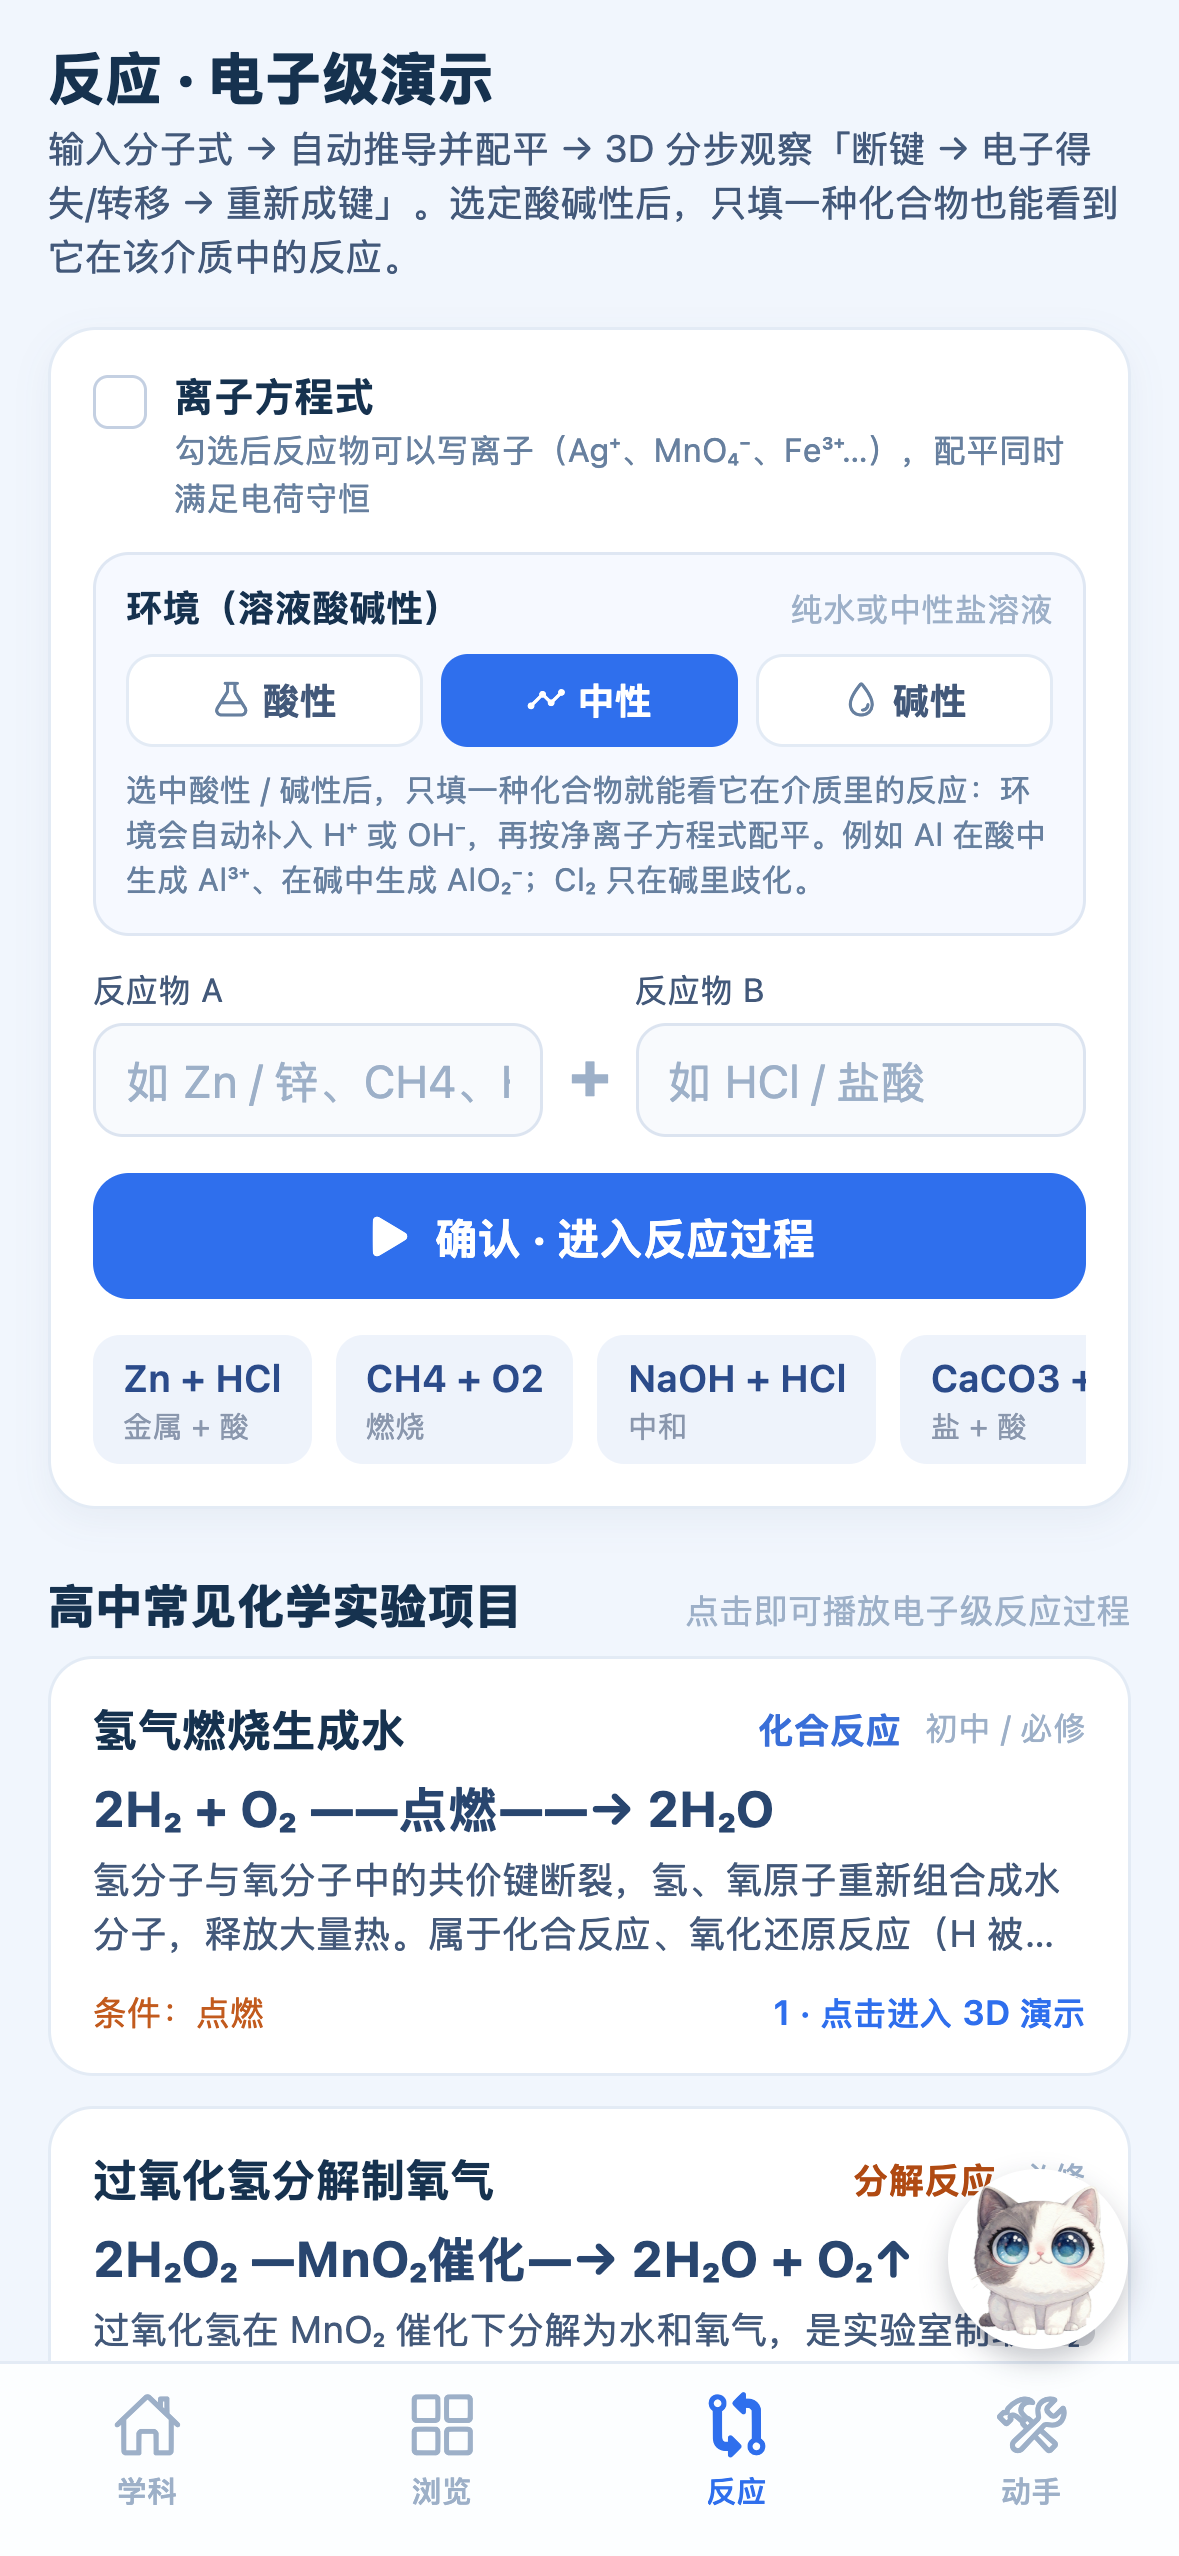 反应 · 电子级演示
输入分子式 → 自动推导并配平 → 3D 分步观察「断键 → 电子得
失/转移 → 重新成键」。选定酸碱性后，只填一种化合物也能看到
它在该介质中的反应。
离子方程式
勾选后反应物可以写离子（Ag⁺、MnO₄⁻、Fe³⁺…），配平同时
满足电荷守恒
环境（溶液酸碱性）
纯水或中性盐溶液
酸性
中性
碱性
选中酸性 / 碱性后，只填一种化合物就能看它在介质里的反应：环
境会自动补入 H⁺ 或 OH⁻，再按净离子方程式配平。例如 Al 在酸中
生成 Al³⁺、在碱中生成 AlO₂⁻；Cl₂ 只在碱里歧化。
反应物 A
反应物 B
如 Zn / 锌、CH4、
+
如 HCl / 盐酸
确认 · 进入反应过程
Zn + HCl
金属 + 酸
CH4 + O2
燃烧
NaOH + HCl
中和
CaCO3 +
盐 + 酸
高中常见化学实验项目
点击即可播放电子级反应过程
氢气燃烧生成水
化合反应
初中 / 必修
2H₂ + O₂ ——点燃——→ 2H₂O
氢分子与氧分子中的共价键断裂，氢、氧原子重新组合成水
分子，释放大量热。属于化合反应、氧化还原反应（H 被…
条件：点燃
1 · 点击进入 3D 演示
过氧化氢分解制氧气
分解反应
2H₂O₂ —MnO₂催化—→ 2H₂O + O₂↑
过氧化氢在 MnO₂ 催化下分解为水和氧气，是实验室制
学科
浏览
反应
动手